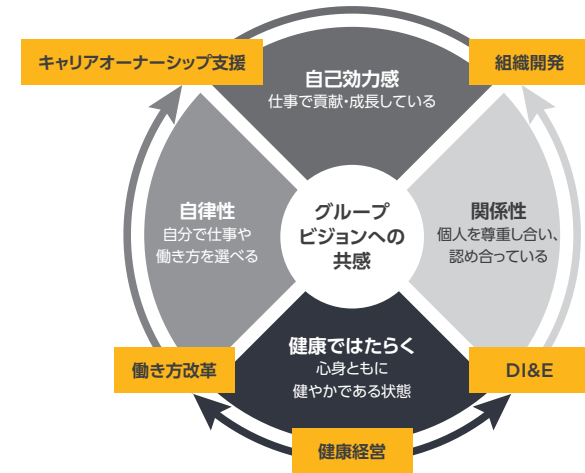 キャリアオーナーシップ支援
組織開発
自己効力感
仕事で貢献・成長している
自律性
自分で仕事や
働き方を選べる
グループ
ビジョンへの
共感
関係性
個人を尊重し合い、
認め合っている
健康ではたらく
心身ともに
健やかである状態
働き方改革
DI&E
健康経営